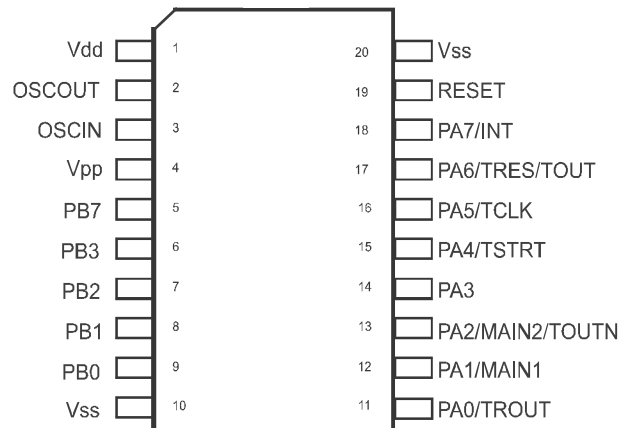 Vdd 1 20 Vss
OSCOUT 2 19 RESET
OSCIN 3 18 PA7/INT
Vpp 4 17 PA6/TRES/TOUT
PB7 5 16 PA5/TCLK
PB3 6 15 PA4/TSTRT
PB2 7 14 PA3
PB1 8 13 PA2/MAIN2/TOUTN
PB0 9 12 PA1/MAIN1
Vss 10 11 PA0/TROUT